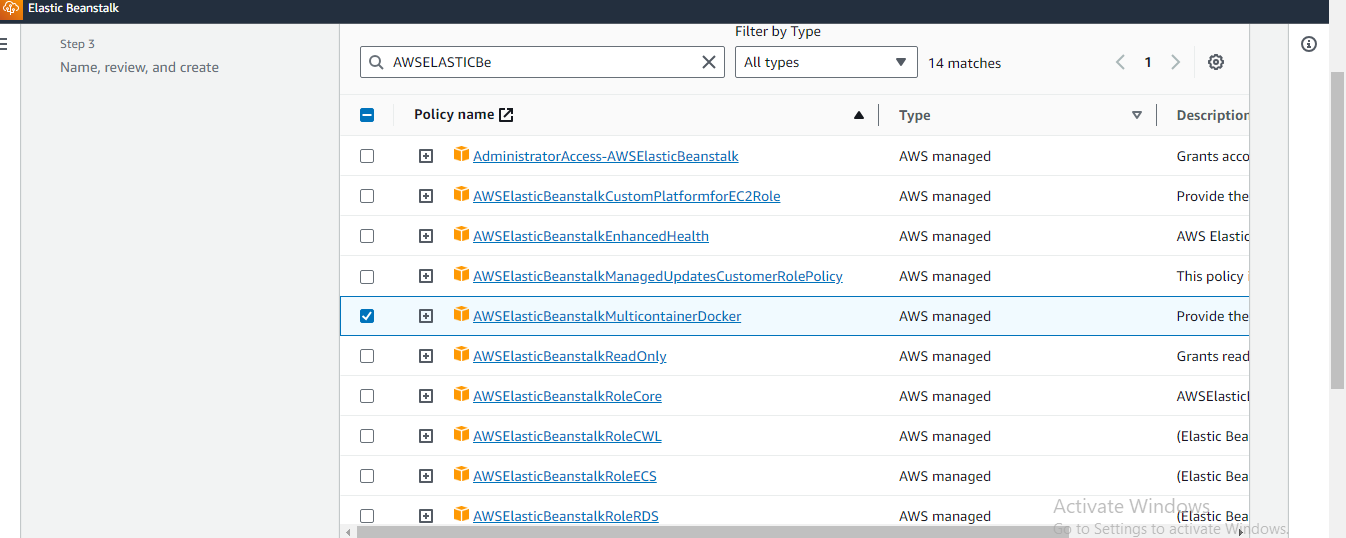 Elastic Beanstalk
Step 3
Name, review, and create
Filter by Type
AWSELASTICBe
All types
14 matches
1
Policy name
Type
Description
AdministratorAccess-AWSElasticBeanstalk AWS managed Grants acco
AWSElasticBeanstalkCustomPlatformforEC2Role AWS managed Provide the
AWSElasticBeanstalkEnhancedHealth AWS managed AWS Elastic
AWSElasticBeanstalkManagedUpdatesCustomerRolePolicy AWS managed This policy
AWSElasticBeanstalkMulticontainerDocker AWS managed Provide the
AWSElasticBeanstalkReadOnly AWS managed Grants read
AWSElasticBeanstalkRoleCore AWS managed AWSElastic
AWSElasticBeanstalkRoleCWL AWS managed (Elastic Bea
AWSElasticBeanstalkRoleECS AWS managed (Elastic Bea
AWSElasticBeanstalkRoleRDS AWS managed (Elastic Bea
Activate Windows
Go to Settings to activate Windows.